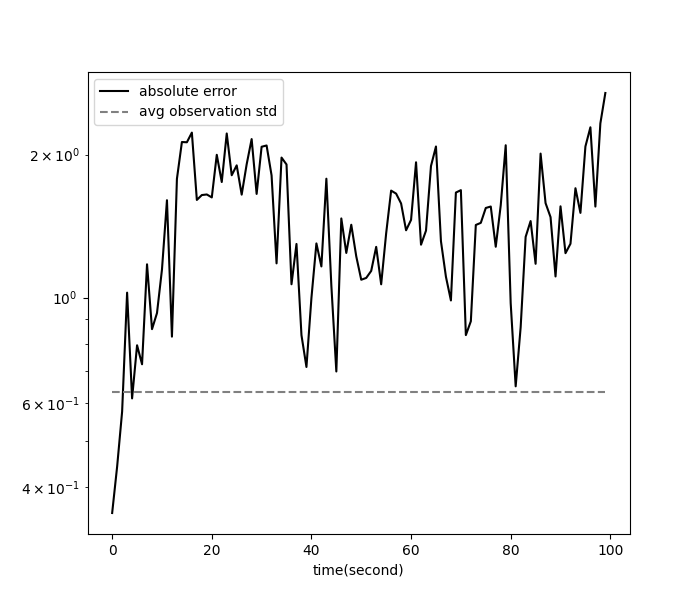 absolute error
avg observation std
2 × 10⁰
10⁰
6 × 10⁻¹
4 × 10⁻¹
0 20 40 60 80 100
time(second)